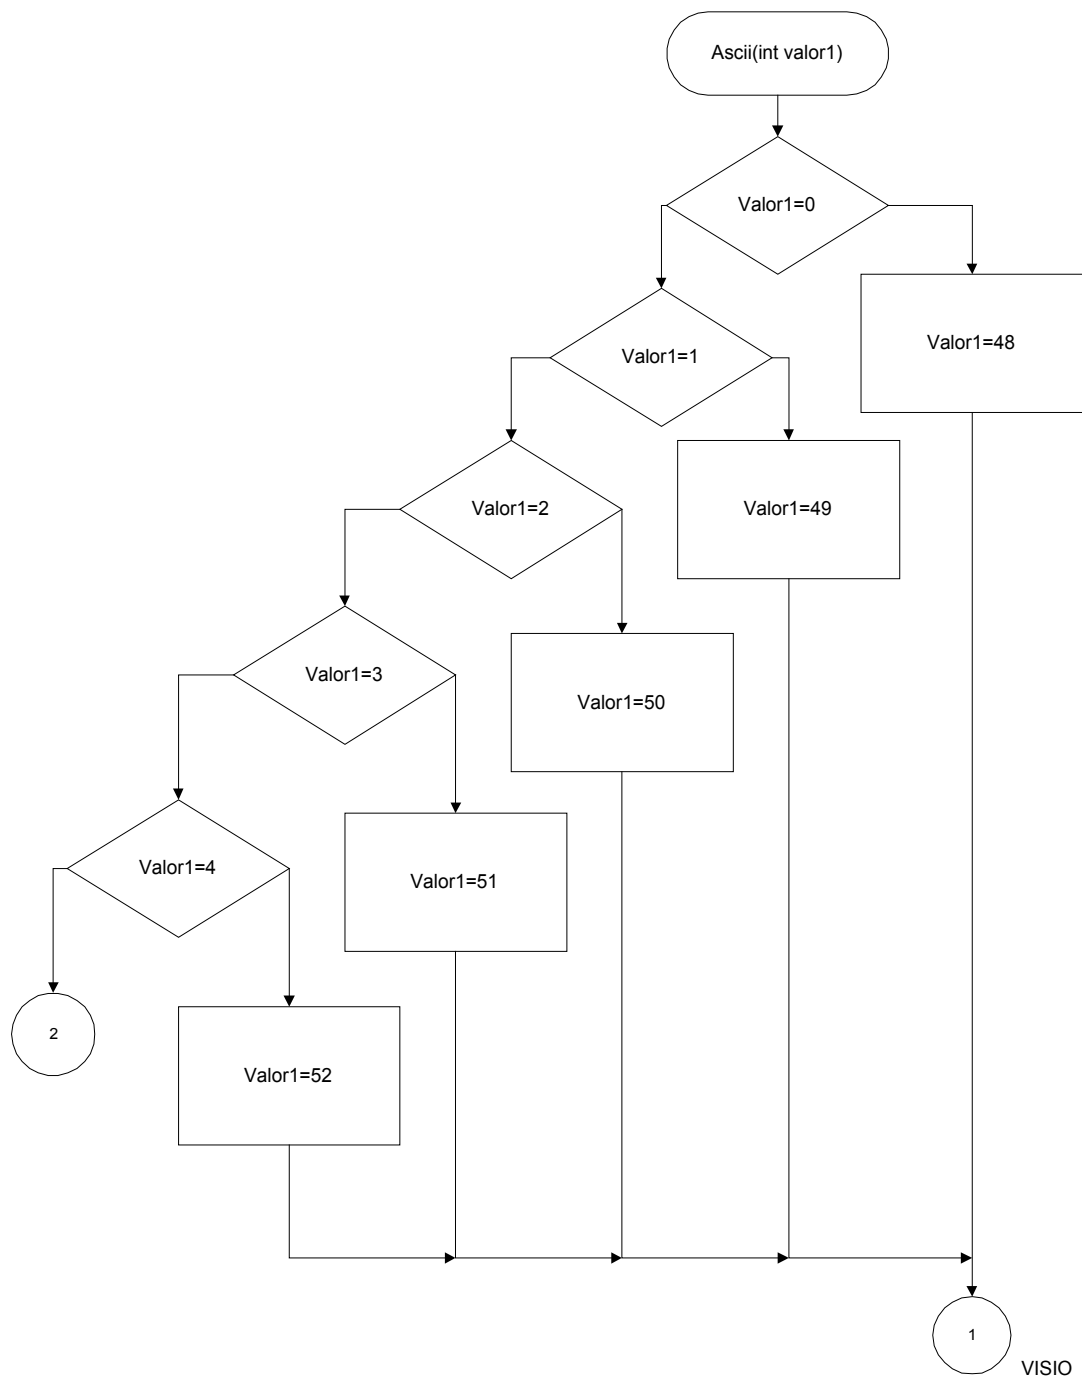 Ascii(int valor1)
Valor1=0
Valor1=48
Valor1=1
Valor1=49
Valor1=2
Valor1=50
Valor1=3
Valor1=51
Valor1=4
2
Valor1=52
1
VISIO